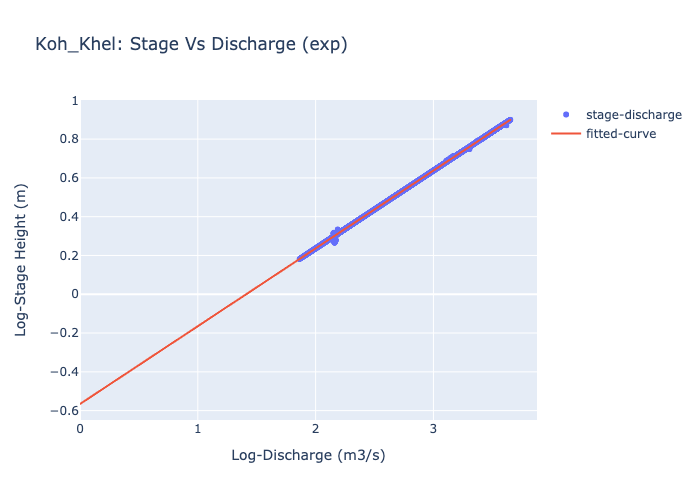 Koh_Khel: Stage Vs Discharge (exp)
stage-discharge
fitted-curve
1
0.8
0.6
0.4
0.2
0
−0.2
−0.4
−0.6
Log-Stage Height (m)
0
1
2
3
Log-Discharge (m3/s)